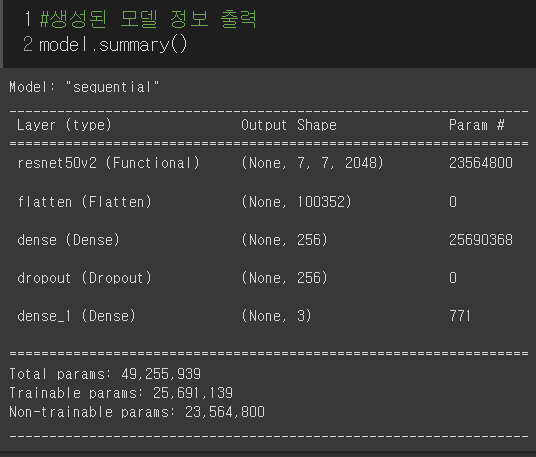 1 #생성된 모델 정보 출력
2 model.summary()
Model: "sequential"
_________________________________________________________________
Layer (type) Output Shape Param #
=================================================================
resnet50v2 (Functional) (None, 7, 7, 2048) 23564800
flatten (Flatten) (None, 100352) 0
dense (Dense) (None, 256) 25690368
dropout (Dropout) (None, 256) 0
dense_1 (Dense) (None, 3) 771
=================================================================
Total params: 49,255,939
Trainable params: 25,691,139
Non-trainable params: 23,564,800
_________________________________________________________________